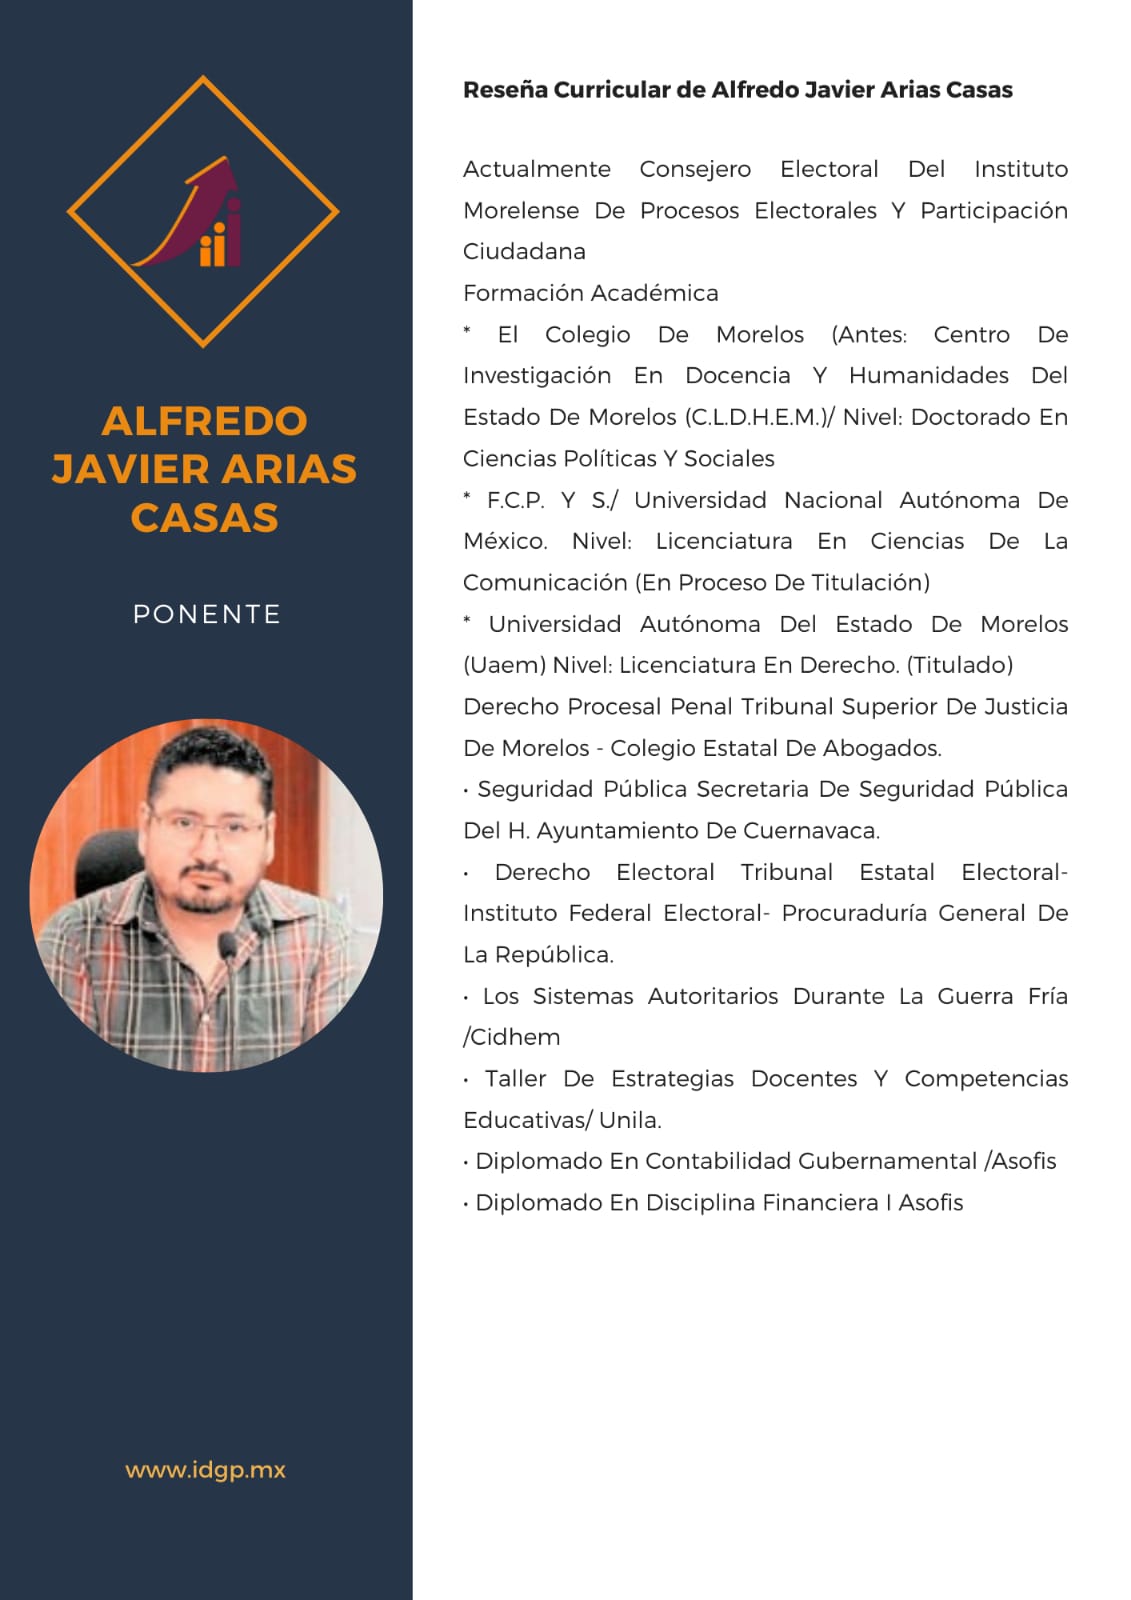 ALFREDO
JAVIER ARIAS
CASAS
PONENTE
www.idgp.mx
Reseña Curricular de Alfredo Javier Arias Casas
Actualmente Consejero Electoral Del Instituto
Morelense De Procesos Electorales Y Participación
Ciudadana
Formación Académica
* El Colegio De Morelos (Antes: Centro De
Investigación En Docencia Y Humanidades Del
Estado De Morelos (C.L.D.H.E.M.)/ Nivel: Doctorado En
Ciencias Políticas Y Sociales
* F.C.P. Y S./ Universidad Nacional Autónoma De
México. Nivel: Licenciatura En Ciencias De La
Comunicación (En Proceso De Titulación)
* Universidad Autónoma Del Estado De Morelos
(Uaem) Nivel: Licenciatura En Derecho. (Titulado)
Derecho Procesal Penal Tribunal Superior De Justicia
De Morelos - Colegio Estatal De Abogados.
• Seguridad Pública Secretaria De Seguridad Pública
Del H. Ayuntamiento De Cuernavaca.
• Derecho Electoral Tribunal Estatal Electoral-
Instituto Federal Electoral- Procuraduría General De
La República.
• Los Sistemas Autoritarios Durante La Guerra Fría
/Cidhem
• Taller De Estrategias Docentes Y Competencias
Educativas/ Unila.
• Diplomado En Contabilidad Gubernamental /Asofis
• Diplomado En Disciplina Financiera I Asofis